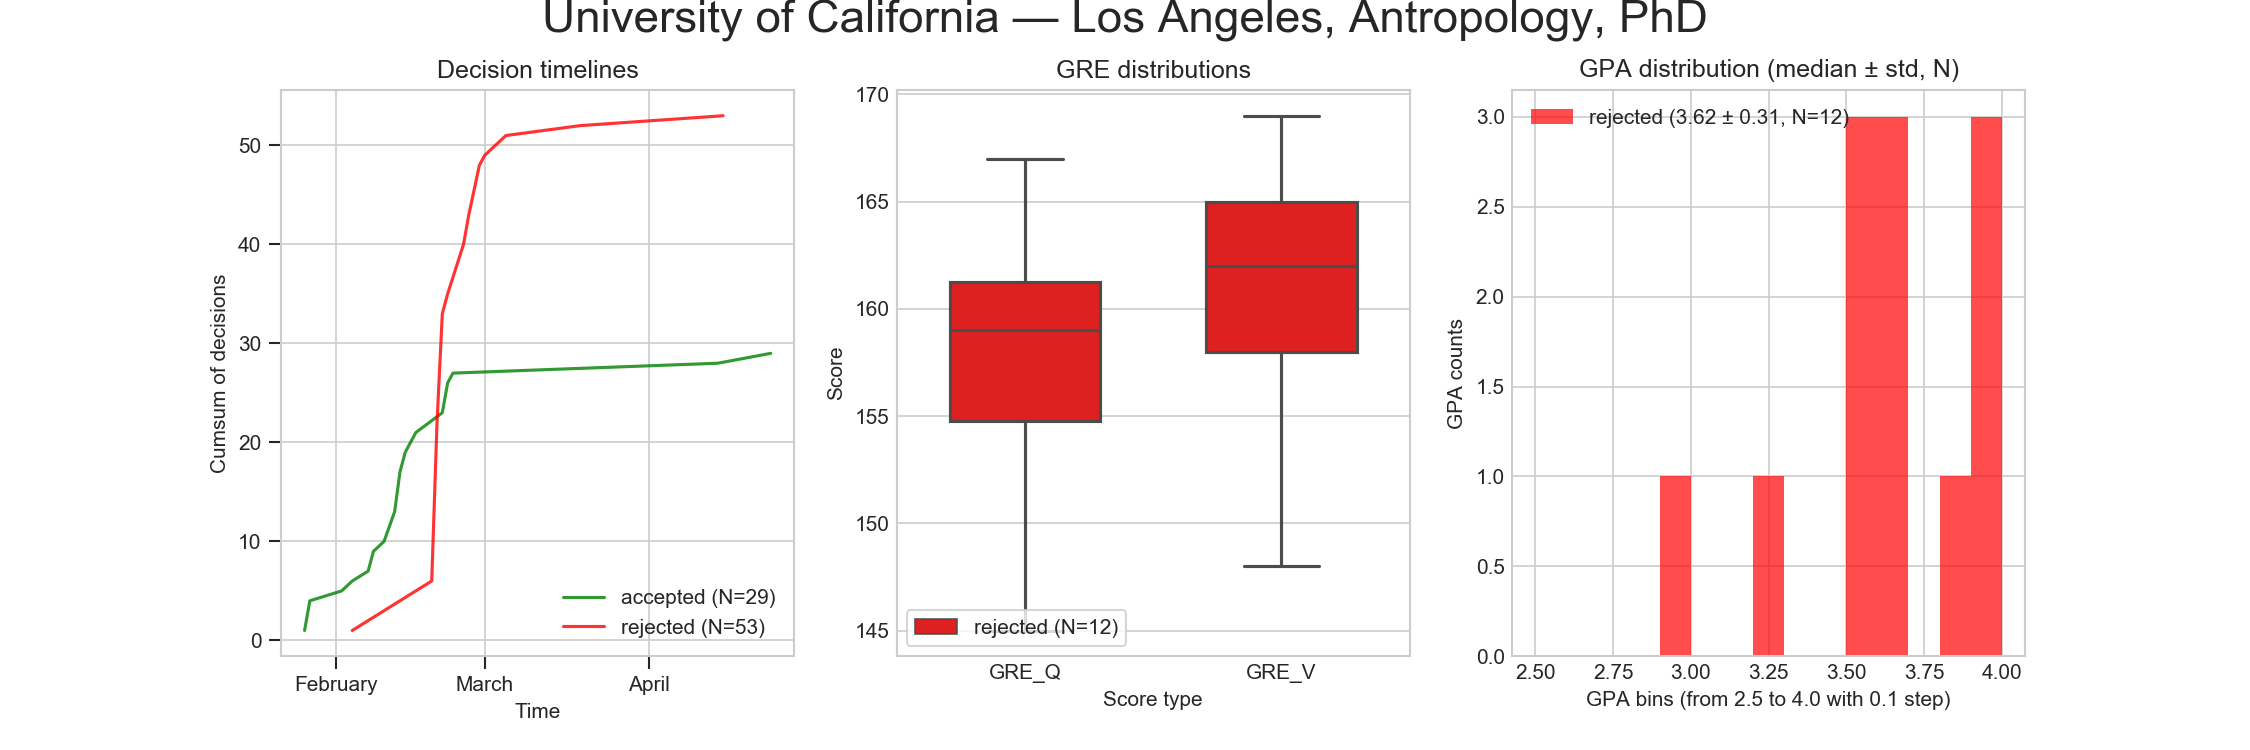 University of California — Los Angeles, Antropology, PhD
Decision timelines
50
40
30
20
10
0
Cumsum of decisions
accepted (N=29)
rejected (N=53)
February
March
April
Time
GRE distributions
170
165
160
155
150
145
Score
rejected (N=12)
GRE_Q
GRE_V
Score type
GPA distribution (median ± std, N)
rejected (3.62 ± 0.31, N=12)
3.0
2.5
2.0
1.5
1.0
0.5
0.0
GPA counts
2.50
2.75
3.00
3.25
3.50
3.75
4.00
GPA bins (from 2.5 to 4.0 with 0.1 step)